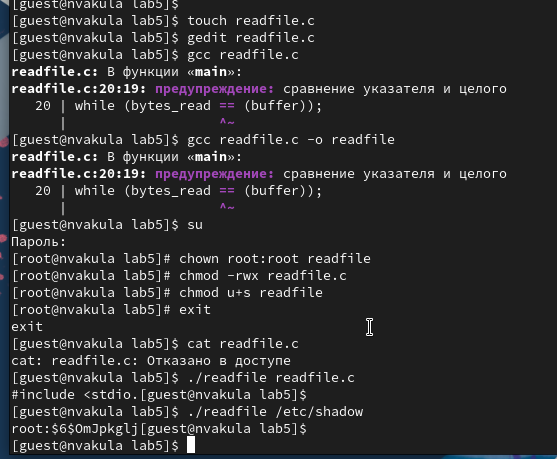 [guest@nvakula lab5]$
[guest@nvakula lab5]$ touch readfile.c
[guest@nvakula lab5]$ gedit readfile.c
[guest@nvakula lab5]$ gcc readfile.c
readfile.c: В функции «main»:
readfile.c:20:19: предупреждение: сравнение указателя и целого
20 | while (bytes_read == (buffer));
| ^~
[guest@nvakula lab5]$ gcc readfile.c -o readfile
readfile.c: В функции «main»:
readfile.c:20:19: предупреждение: сравнение указателя и целого
20 | while (bytes_read == (buffer));
| ^~
[guest@nvakula lab5]$ su
Пароль:
[root@nvakula lab5]# chown root:root readfile
[root@nvakula lab5]# chmod -rwx readfile.c
[root@nvakula lab5]# chmod u+s readfile
[root@nvakula lab5]# exit
exit
[guest@nvakula lab5]$ cat readfile.c
cat: readfile.c: Отказано в доступе
[guest@nvakula lab5]$ ./readfile readfile.c
#include <stdio.[guest@nvakula lab5]$
[guest@nvakula lab5]$ ./readfile /etc/shadow
root:$6$OmJpkglj[guest@nvakula lab5]$
[guest@nvakula lab5]$